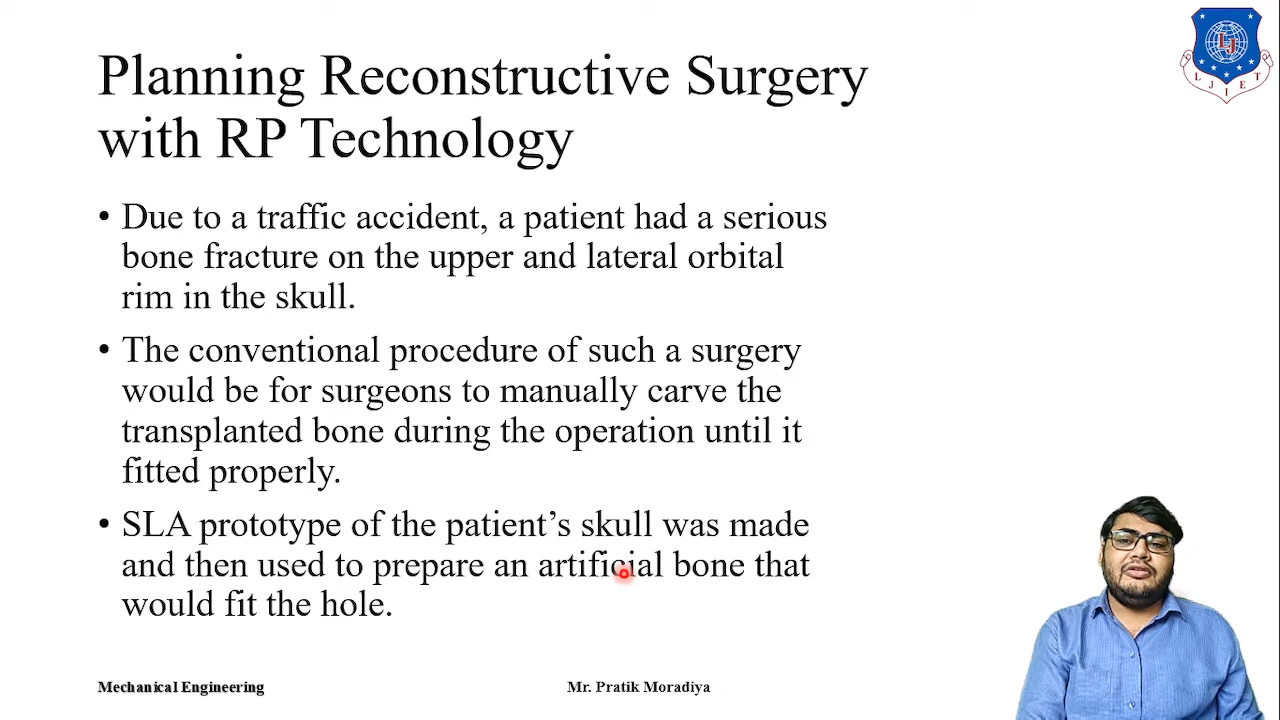 Planning Reconstructive Surgery
with RP Technology
• Due to a traffic accident, a patient had a serious
bone fracture on the upper and lateral orbital
rim in the skull.
• The conventional procedure of such a surgery
would be for surgeons to manually carve the
transplanted bone during the operation until it
fitted properly.
• SLA prototype of the patient’s skull was made
and then used to prepare an artificial bone that
would fit the hole.
Mechanical Engineering
Mr. Pratik Moradiya
LJ
L J I E T